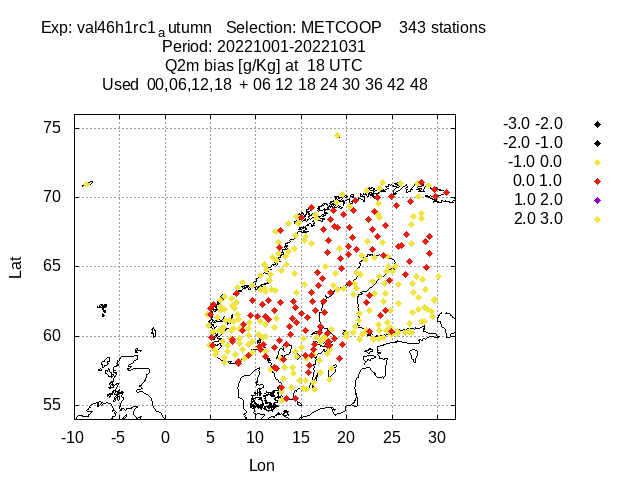 Exp: val46h1rc1autumn   Selection: METCOOP    343 stations
Period: 20221001-20221031
Q2m bias [g/Kg] at  18 UTC
Used  00,06,12,18  + 06 12 18 24 30 36 42 48
75
70
65
60
55
-10 -5 0 5 10 15 20 25 30
Lat
Lon
-3.0 -2.0
-2.0 -1.0
-1.0 0.0
0.0 1.0
1.0 2.0
2.0 3.0